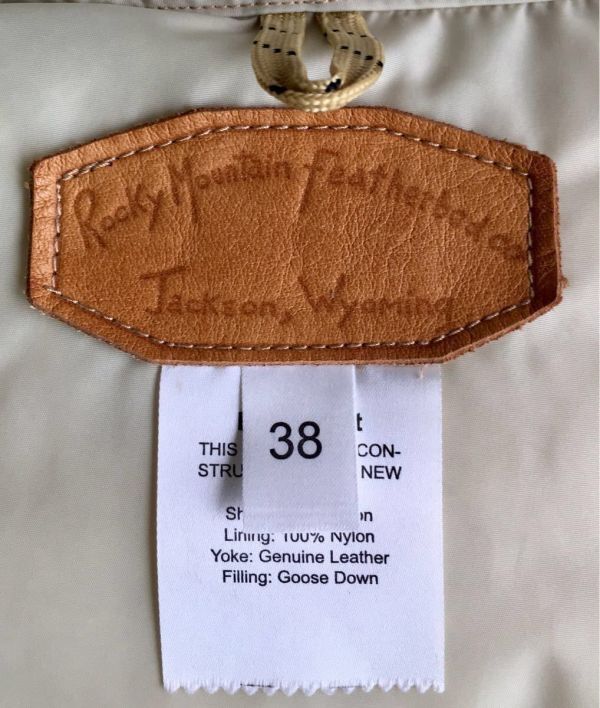 Rocky Mountain Featherbed co.
Jackson, Wyoming
38
THIS CON-
STRU NEW
Lining: 100% Nylon
Yoke: Genuine Leather
Filling: Goose Down